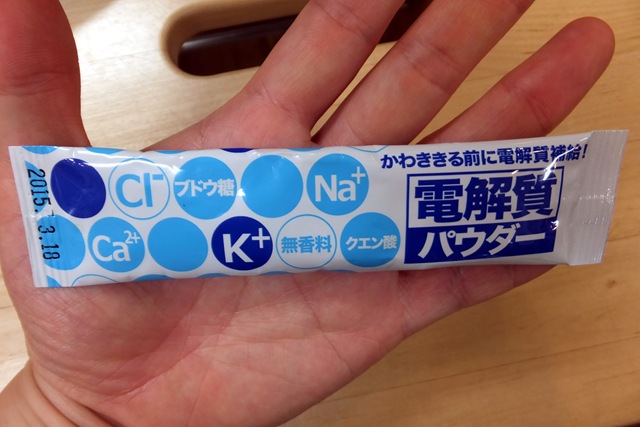 かわききる前に電解質補給!
電解質
パウダー
Cl⁻
ブドウ糖
Na⁺
Ca²⁺
K⁺
無香料
クエン酸
2015. 3.18